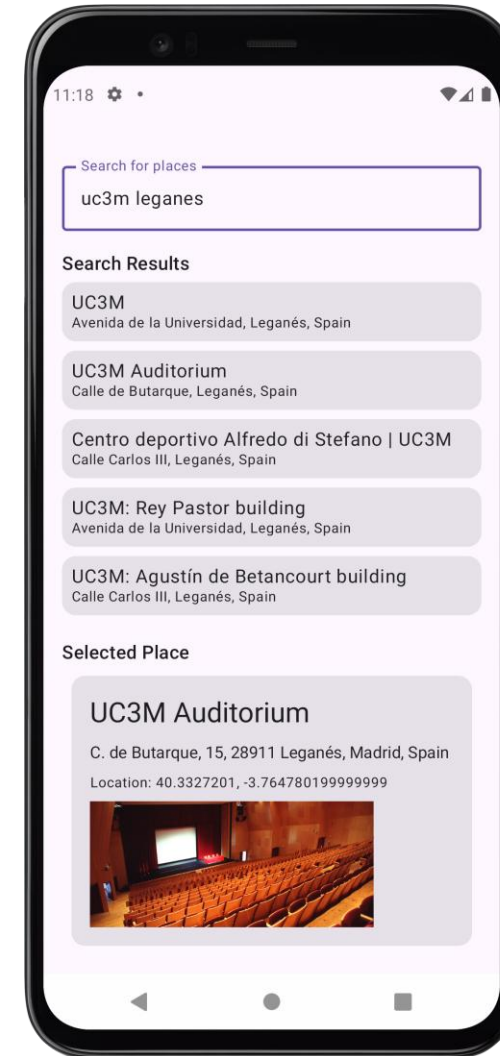 11:18
Search for places
uc3m leganes
Search Results
UC3M
Avenida de la Universidad, Leganés, Spain
UC3M Auditorium
Calle de Butarque, Leganés, Spain
Centro deportivo Alfredo di Stefano | UC3M
Calle Carlos III, Leganés, Spain
UC3M: Rey Pastor building
Avenida de la Universidad, Leganés, Spain
UC3M: Agustín de Betancourt building
Calle Carlos III, Leganés, Spain
Selected Place
UC3M Auditorium
C. de Butarque, 15, 28911 Leganés, Madrid, Spain
Location: 40.3327201, -3.764780199999999